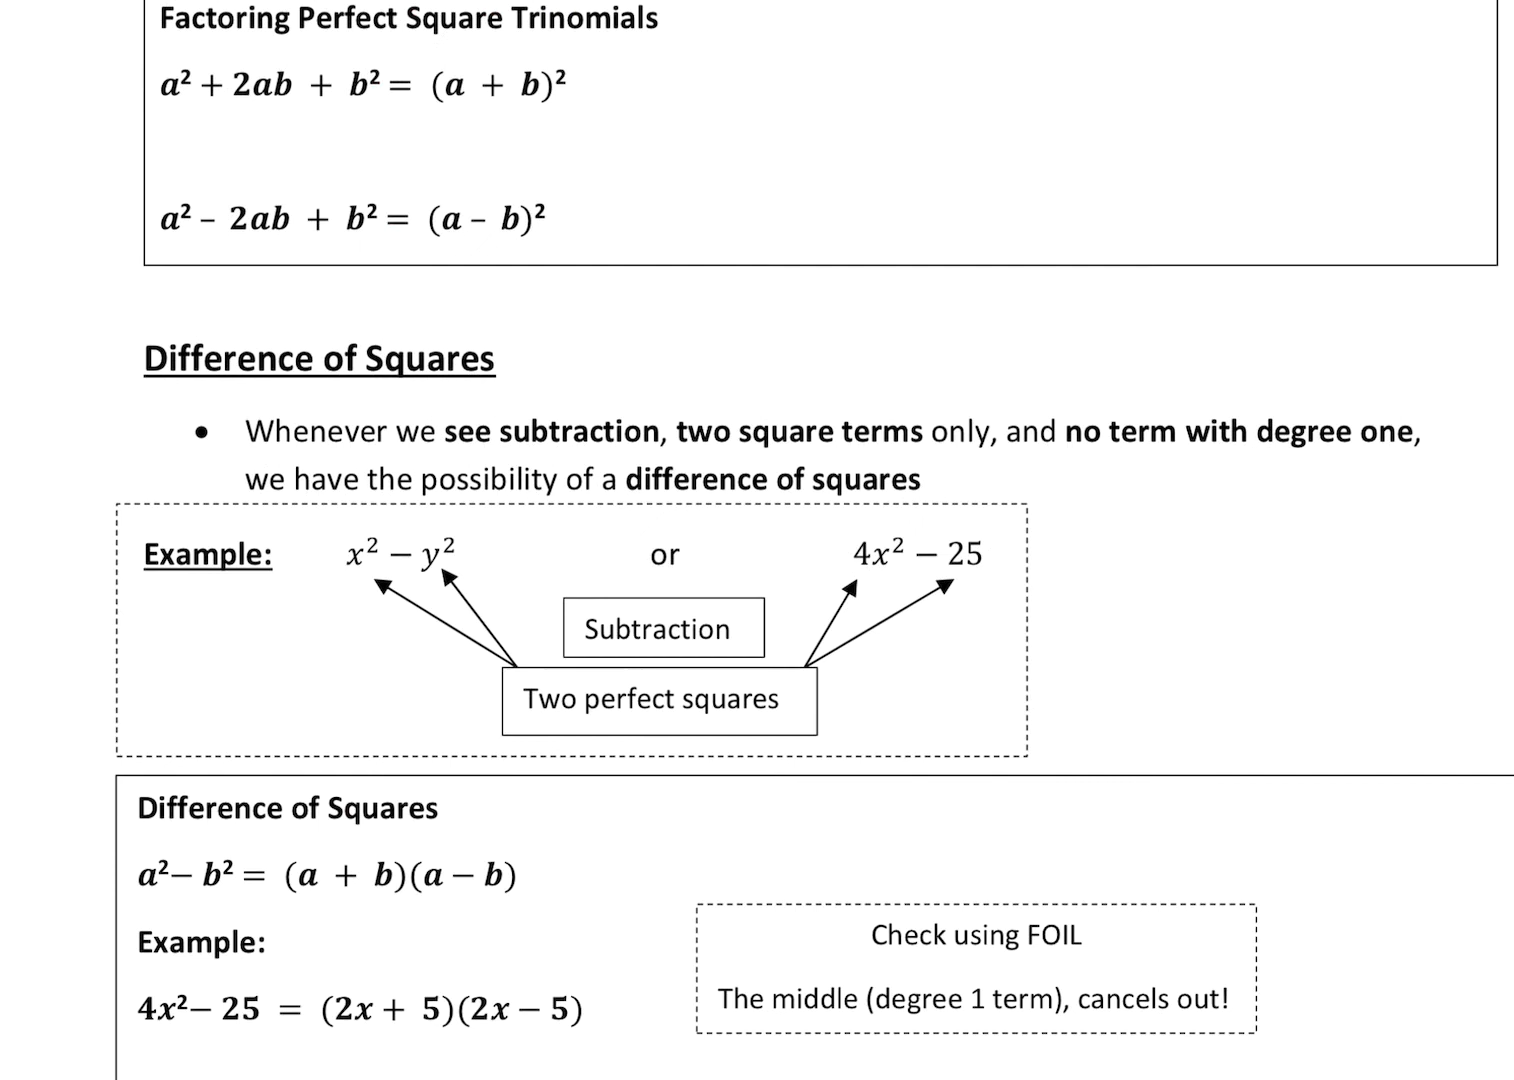 Factoring Perfect Square Trinomials
a² + 2ab + b² = (a + b)²
a² – 2ab + b² = (a – b)²
Difference of Squares
• Whenever we see subtraction, two square terms only, and no term with degree one,
we have the possibility of a difference of squares
Example: x² − y² or 4x² − 25
Subtraction
Two perfect squares
Difference of Squares
a²− b² = (a + b)(a − b)
Example:
4x²− 25 = (2x + 5)(2x − 5)
Check using FOIL
The middle (degree 1 term), cancels out!